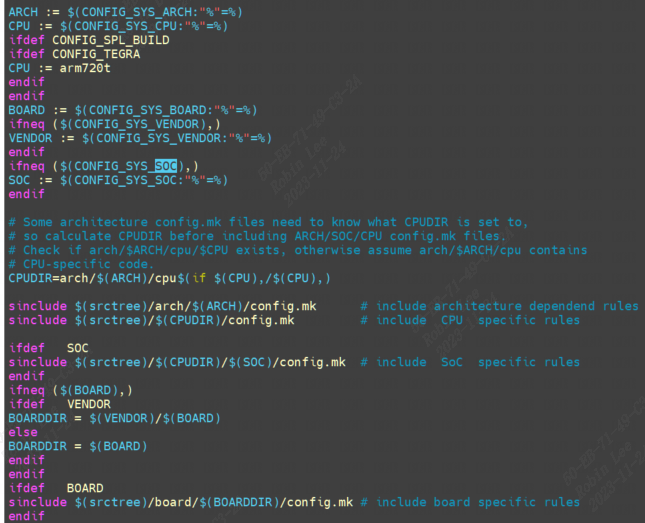 ARCH := $(CONFIG_SYS_ARCH:"%"=%)
CPU := $(CONFIG_SYS_CPU:"%"=%)
ifdef CONFIG_SPL_BUILD
ifdef CONFIG_TEGRA
CPU := arm720t
endif
endif
BOARD := $(CONFIG_SYS_BOARD:"%"=%)
ifneq ($(CONFIG_SYS_VENDOR),)
VENDOR := $(CONFIG_SYS_VENDOR:"%"=%)
endif
ifneq ($(CONFIG_SYS_SOC),)
SOC := $(CONFIG_SYS_SOC:"%"=%)
endif

# Some architecture config.mk files need to know what CPUDIR is set to,
# so calculate CPUDIR before including ARCH/SOC/CPU config.mk files.
# Check if arch/$ARCH/cpu/$CPU exists, otherwise assume arch/$ARCH/cpu contains
# CPU-specific code.
CPUDIR=arch/$(ARCH)/cpu$(if $(CPU),/$(CPU),)

sinclude $(srctree)/arch/$(ARCH)/config.mk # include architecture dependend rules
sinclude $(srctree)/$(CPUDIR)/config.mk # include CPU specific rules

ifdef SOC
sinclude $(srctree)/$(CPUDIR)/$(SOC)/config.mk # include SoC specific rules
endif
ifneq ($(BOARD),)
ifdef VENDOR
BOARDDIR = $(VENDOR)/$(BOARD)
else
BOARDDIR = $(BOARD)
endif
endif
ifdef BOARD
sinclude $(srctree)/board/$(BOARDDIR)/config.mk # include board specific rules
endif